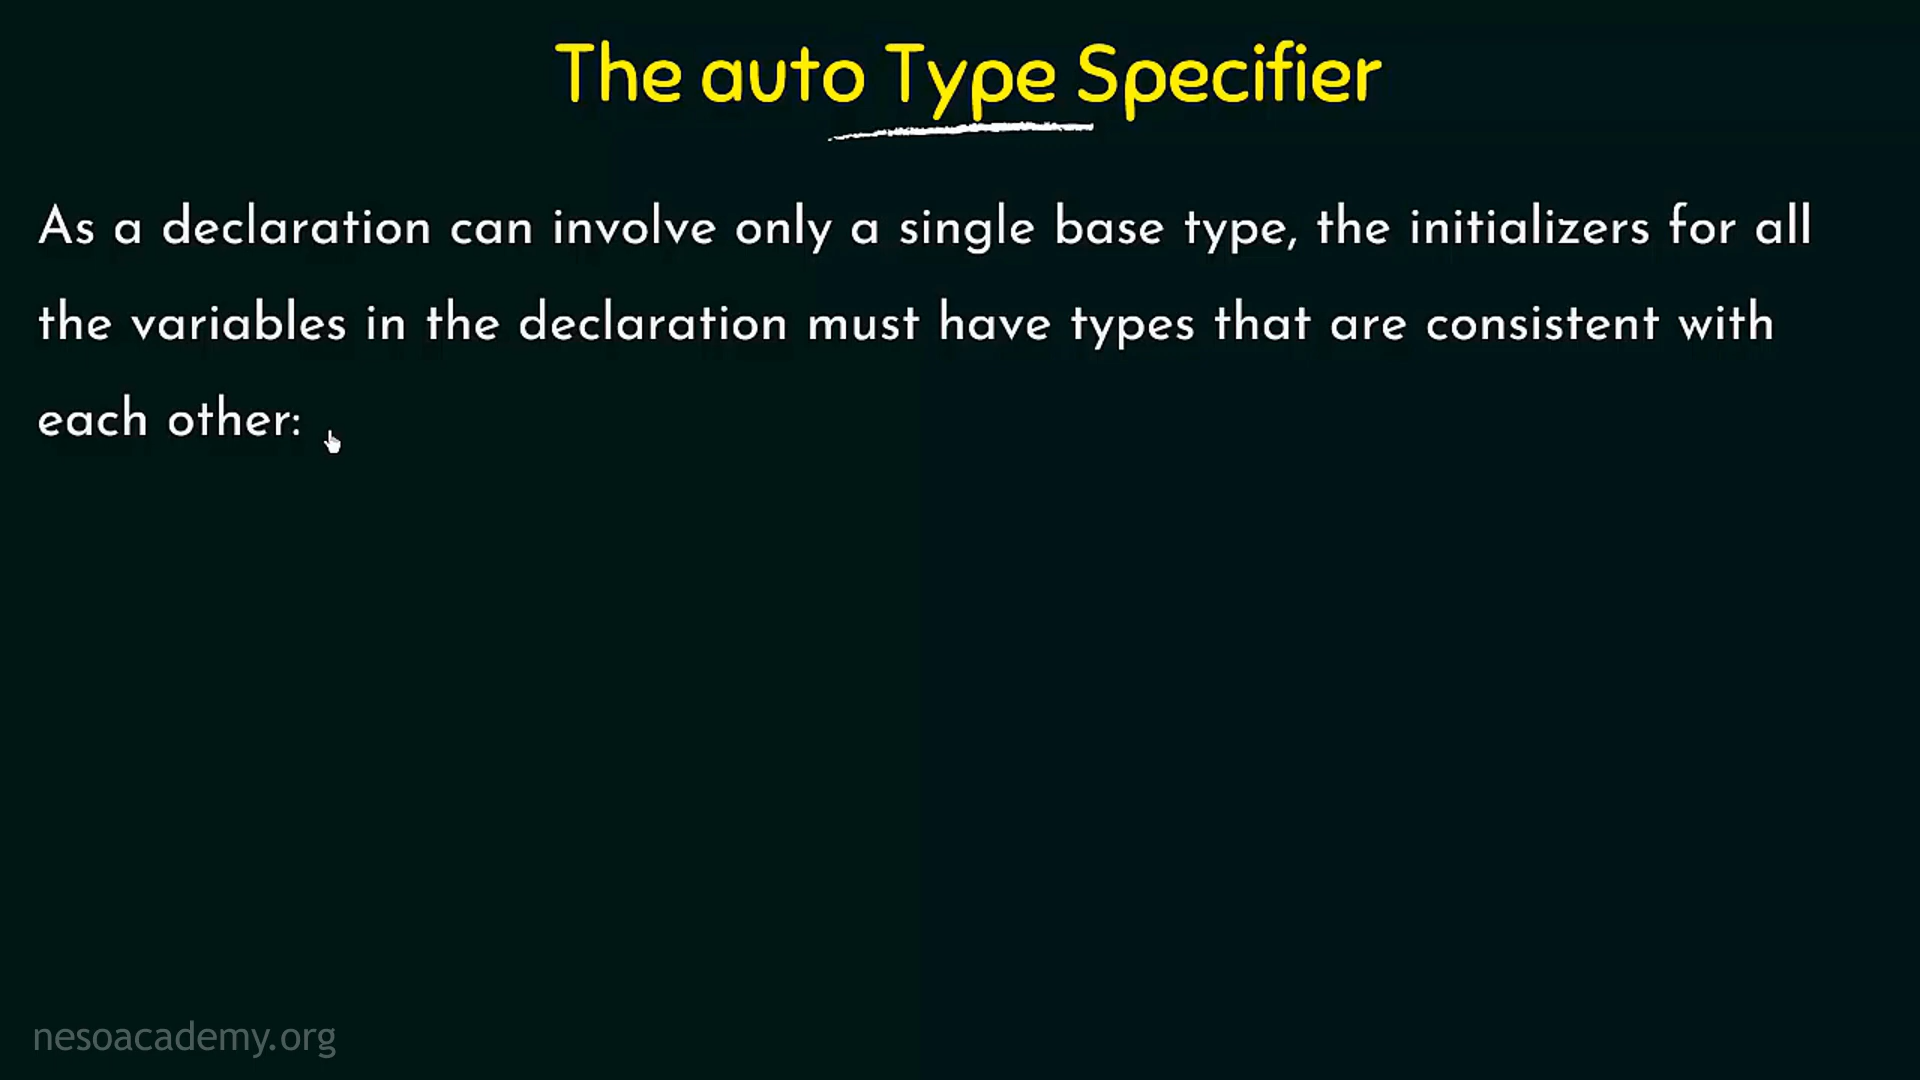 The auto Type Specifier
As a declaration can involve only a single base type, the initializers for all
the variables in the declaration must have types that are consistent with
each other:
nesoacademy.org